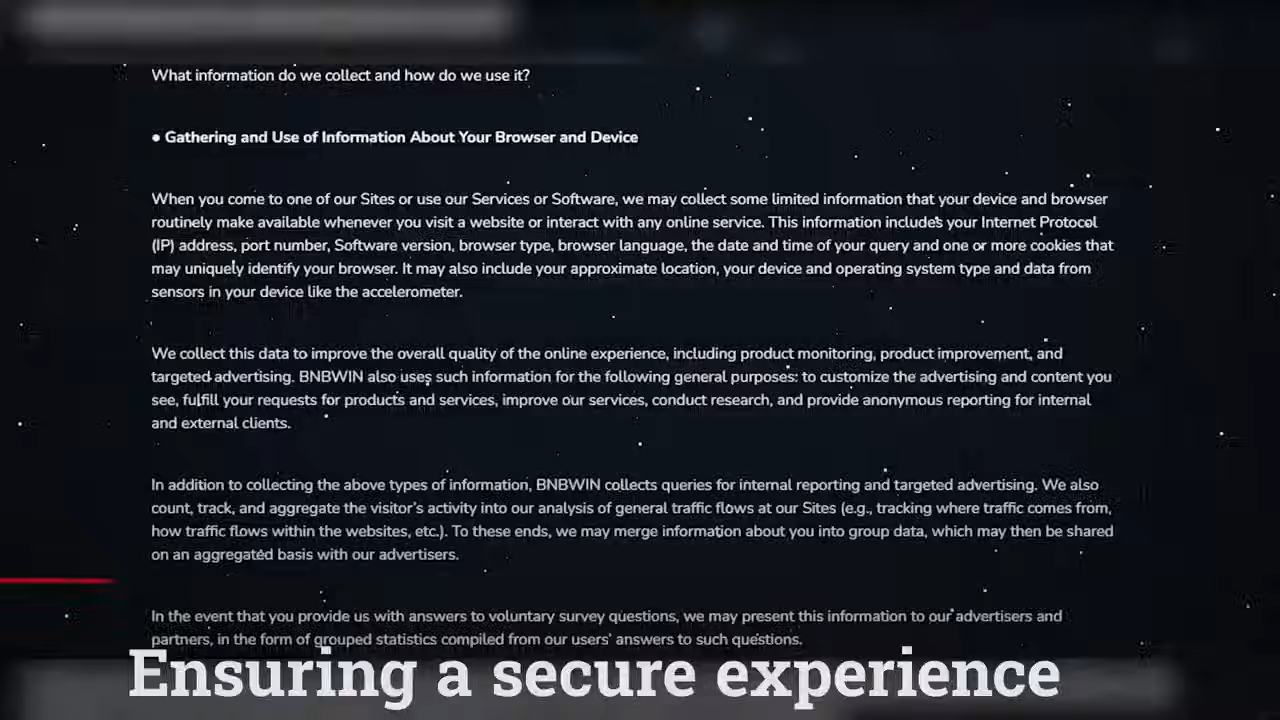 What information do we collect and how do we use it?
● Gathering and Use of Information About Your Browser and Device
When you come to one of our Sites or use our Services or Software, we may collect some limited information that your device and browser
routinely make available whenever you visit a website or interact with any online service. This information includes your Internet Protocol
(IP) address, port number, Software version, browser type, browser language, the date and time of your query and one or more cookies that
may uniquely identify your browser. It may also include your approximate location, your device and operating system type and data from
sensors in your device like the accelerometer.
We collect this data to improve the overall quality of the online experience, including product monitoring, product improvement, and
targeted advertising. BNBWIN also uses such information for the following general purposes: to customize the advertising and content you
see, fulfill your requests for products and services, improve our services, conduct research, and provide anonymous reporting for internal
and external clients.
In addition to collecting the above types of information, BNBWIN collects queries for internal reporting and targeted advertising. We also
count, track, and aggregate the visitor’s activity into our analysis of general traffic flows at our Sites (e.g., tracking where traffic comes from,
how traffic flows within the websites, etc.). To these ends, we may merge information about you into group data, which may then be shared
on an aggregated basis with our advertisers.
In the event that you provide us with answers to voluntary survey questions, we may present this information to our advertisers and
partners, in the form of grouped statistics compiled from our users’ answers to such questions.
Ensuring a secure experience